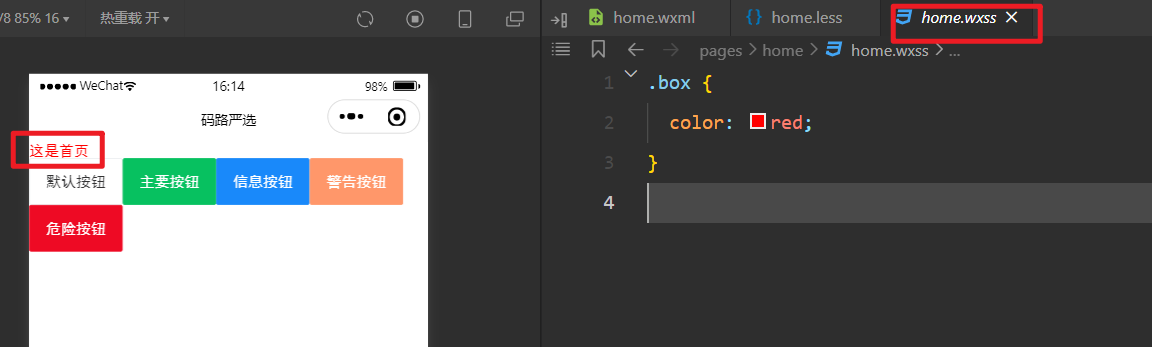 /8 85% 16 热重载 开
WeChat 16:14 98%
码路严选
这是首页
默认按钮 主要按钮 信息按钮 警告按钮
危险按钮
home.wxml home.less home.wxss
pages > home > home.wxss > ...
1 .box {
2 color: red;
3 }
4